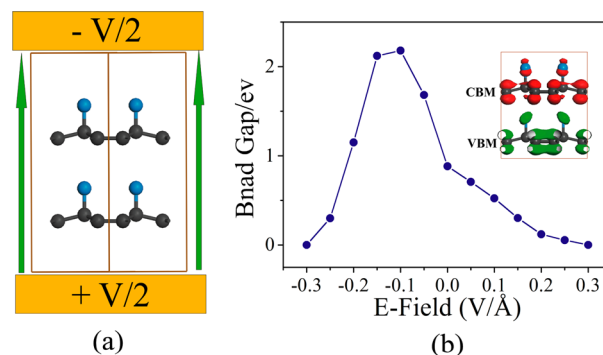 - V/2
+ V/2
(a)
Bnad Gap/ev
2
1
0
CBM
VBM
-0.3 -0.2 -0.1 0.0 0.1 0.2 0.3
E-Field (V/Å)
(b)